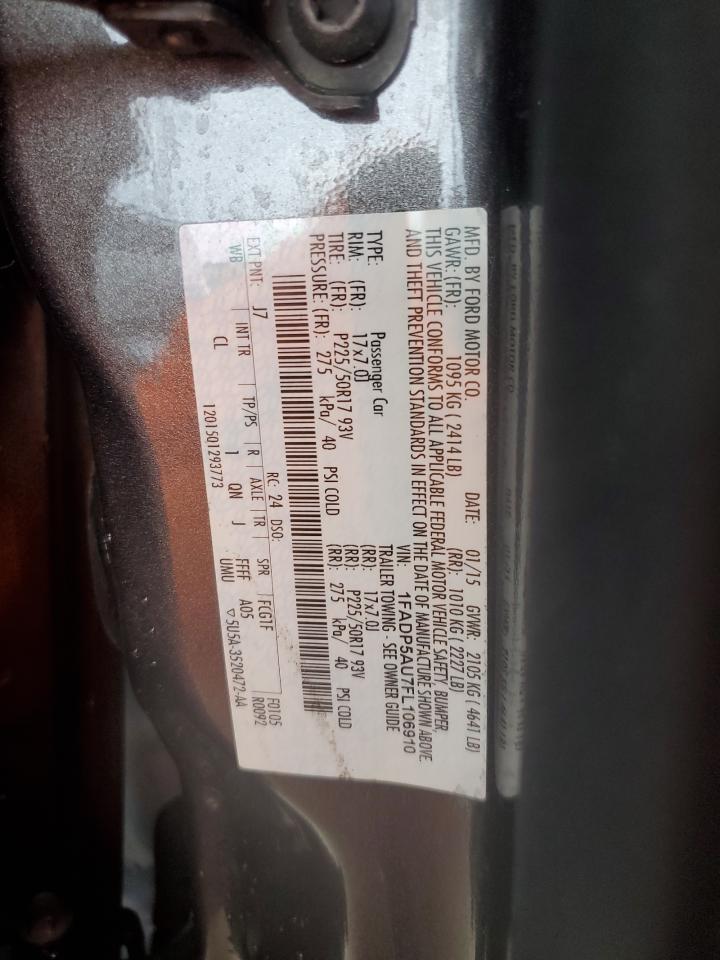 MFD. BY FORD MOTOR CO.
DATE: 01/15 GVWR: 2105 KG ( 4641 LB)
GAWR: (FR): 1095 KG ( 2414 LB) (RR): 1010 KG ( 2227 LB)
THIS VEHICLE CONFORMS TO ALL APPLICABLE FEDERAL MOTOR VEHICLE SAFETY, BUMPER,
AND THEFT PREVENTION STANDARDS IN EFFECT ON THE DATE OF MANUFACTURE SHOWN ABOVE.
VIN: 1FADP5AU7FL106910
TYPE: Passenger Car TRAILER TOWING - SEE OWNER GUIDE
RIM: (FR): 17x7.0J (RR): 17x7.0J
TIRE: (FR): P225/50R17 93V (RR): P225/50R17 93V
PRESSURE: (FR): 275 kPa/ 40 PSI COLD (RR): 275 kPa/ 40 PSI COLD
RC: 24 DSO: F0105
EXT PNT: J7 R0092
INT TR TP/PS R AXLE TR SPR FCG1F
WB CL 1 QN J FFFF A05
UMU ▽5U5A-3520472-AA
1201501293773